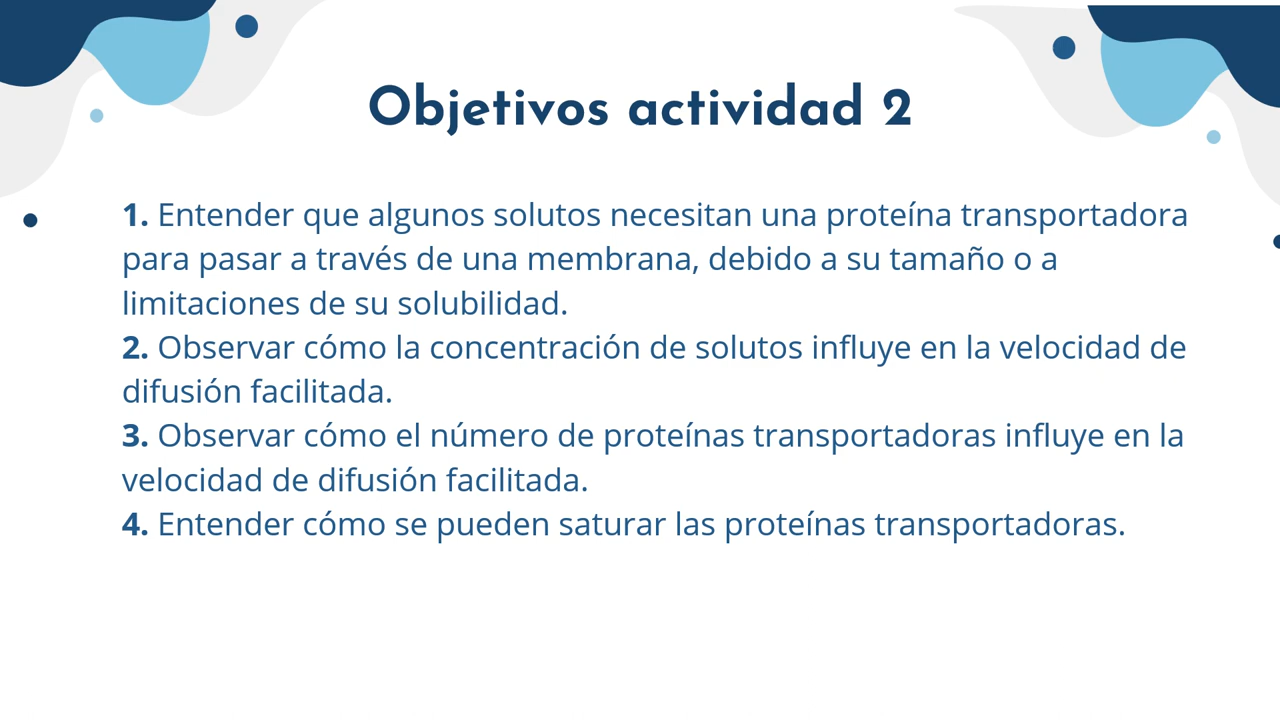 Objetivos actividad 2
1. Entender que algunos solutos necesitan una proteína transportadora
para pasar a través de una membrana, debido a su tamaño o a
limitaciones de su solubilidad.
2. Observar cómo la concentración de solutos influye en la velocidad de
difusión facilitada.
3. Observar cómo el número de proteínas transportadoras influye en la
velocidad de difusión facilitada.
4. Entender cómo se pueden saturar las proteínas transportadoras.